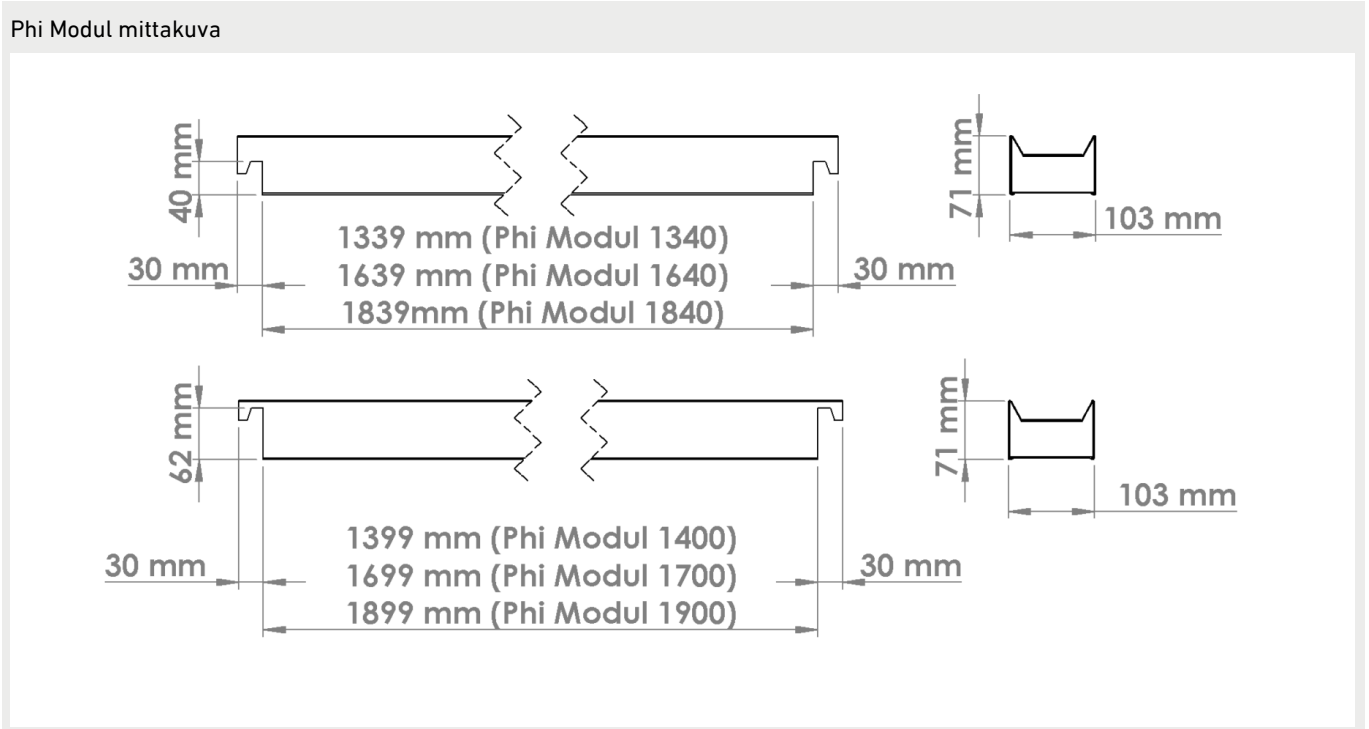 Phi Modul mittakuva
40 mm
71 mm
103 mm
1339 mm (Phi Modul 1340)
30 mm
1639 mm (Phi Modul 1640)
30 mm
1839mm (Phi Modul 1840)
62 mm
71 mm
103 mm
1399 mm (Phi Modul 1400)
30 mm
1699 mm (Phi Modul 1700)
30 mm
1899 mm (Phi Modul 1900)